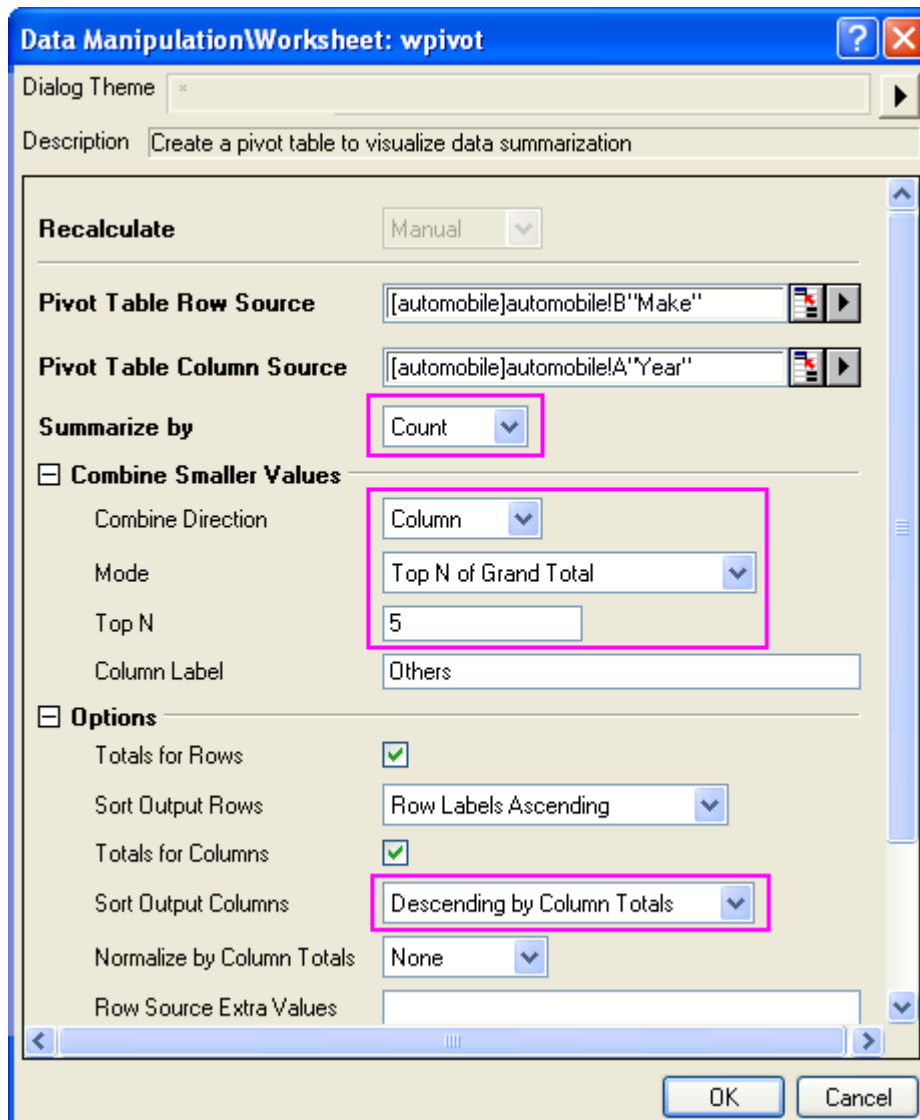 Data Manipulation\Worksheet: wpivot
Dialog Theme *
Description Create a pivot table to visualize data summarization
Recalculate Manual
Pivot Table Row Source [automobile]automobile!B"Make"
Pivot Table Column Source [automobile]automobile!A"Year"
Summarize by Count
Combine Smaller Values
Combine Direction Column
Mode Top N of Grand Total
Top N 5
Column Label Others
Options
Totals for Rows
Sort Output Rows Row Labels Ascending
Totals for Columns
Sort Output Columns Descending by Column Totals
Normalize by Column Totals None
Row Source Extra Values
OK Cancel